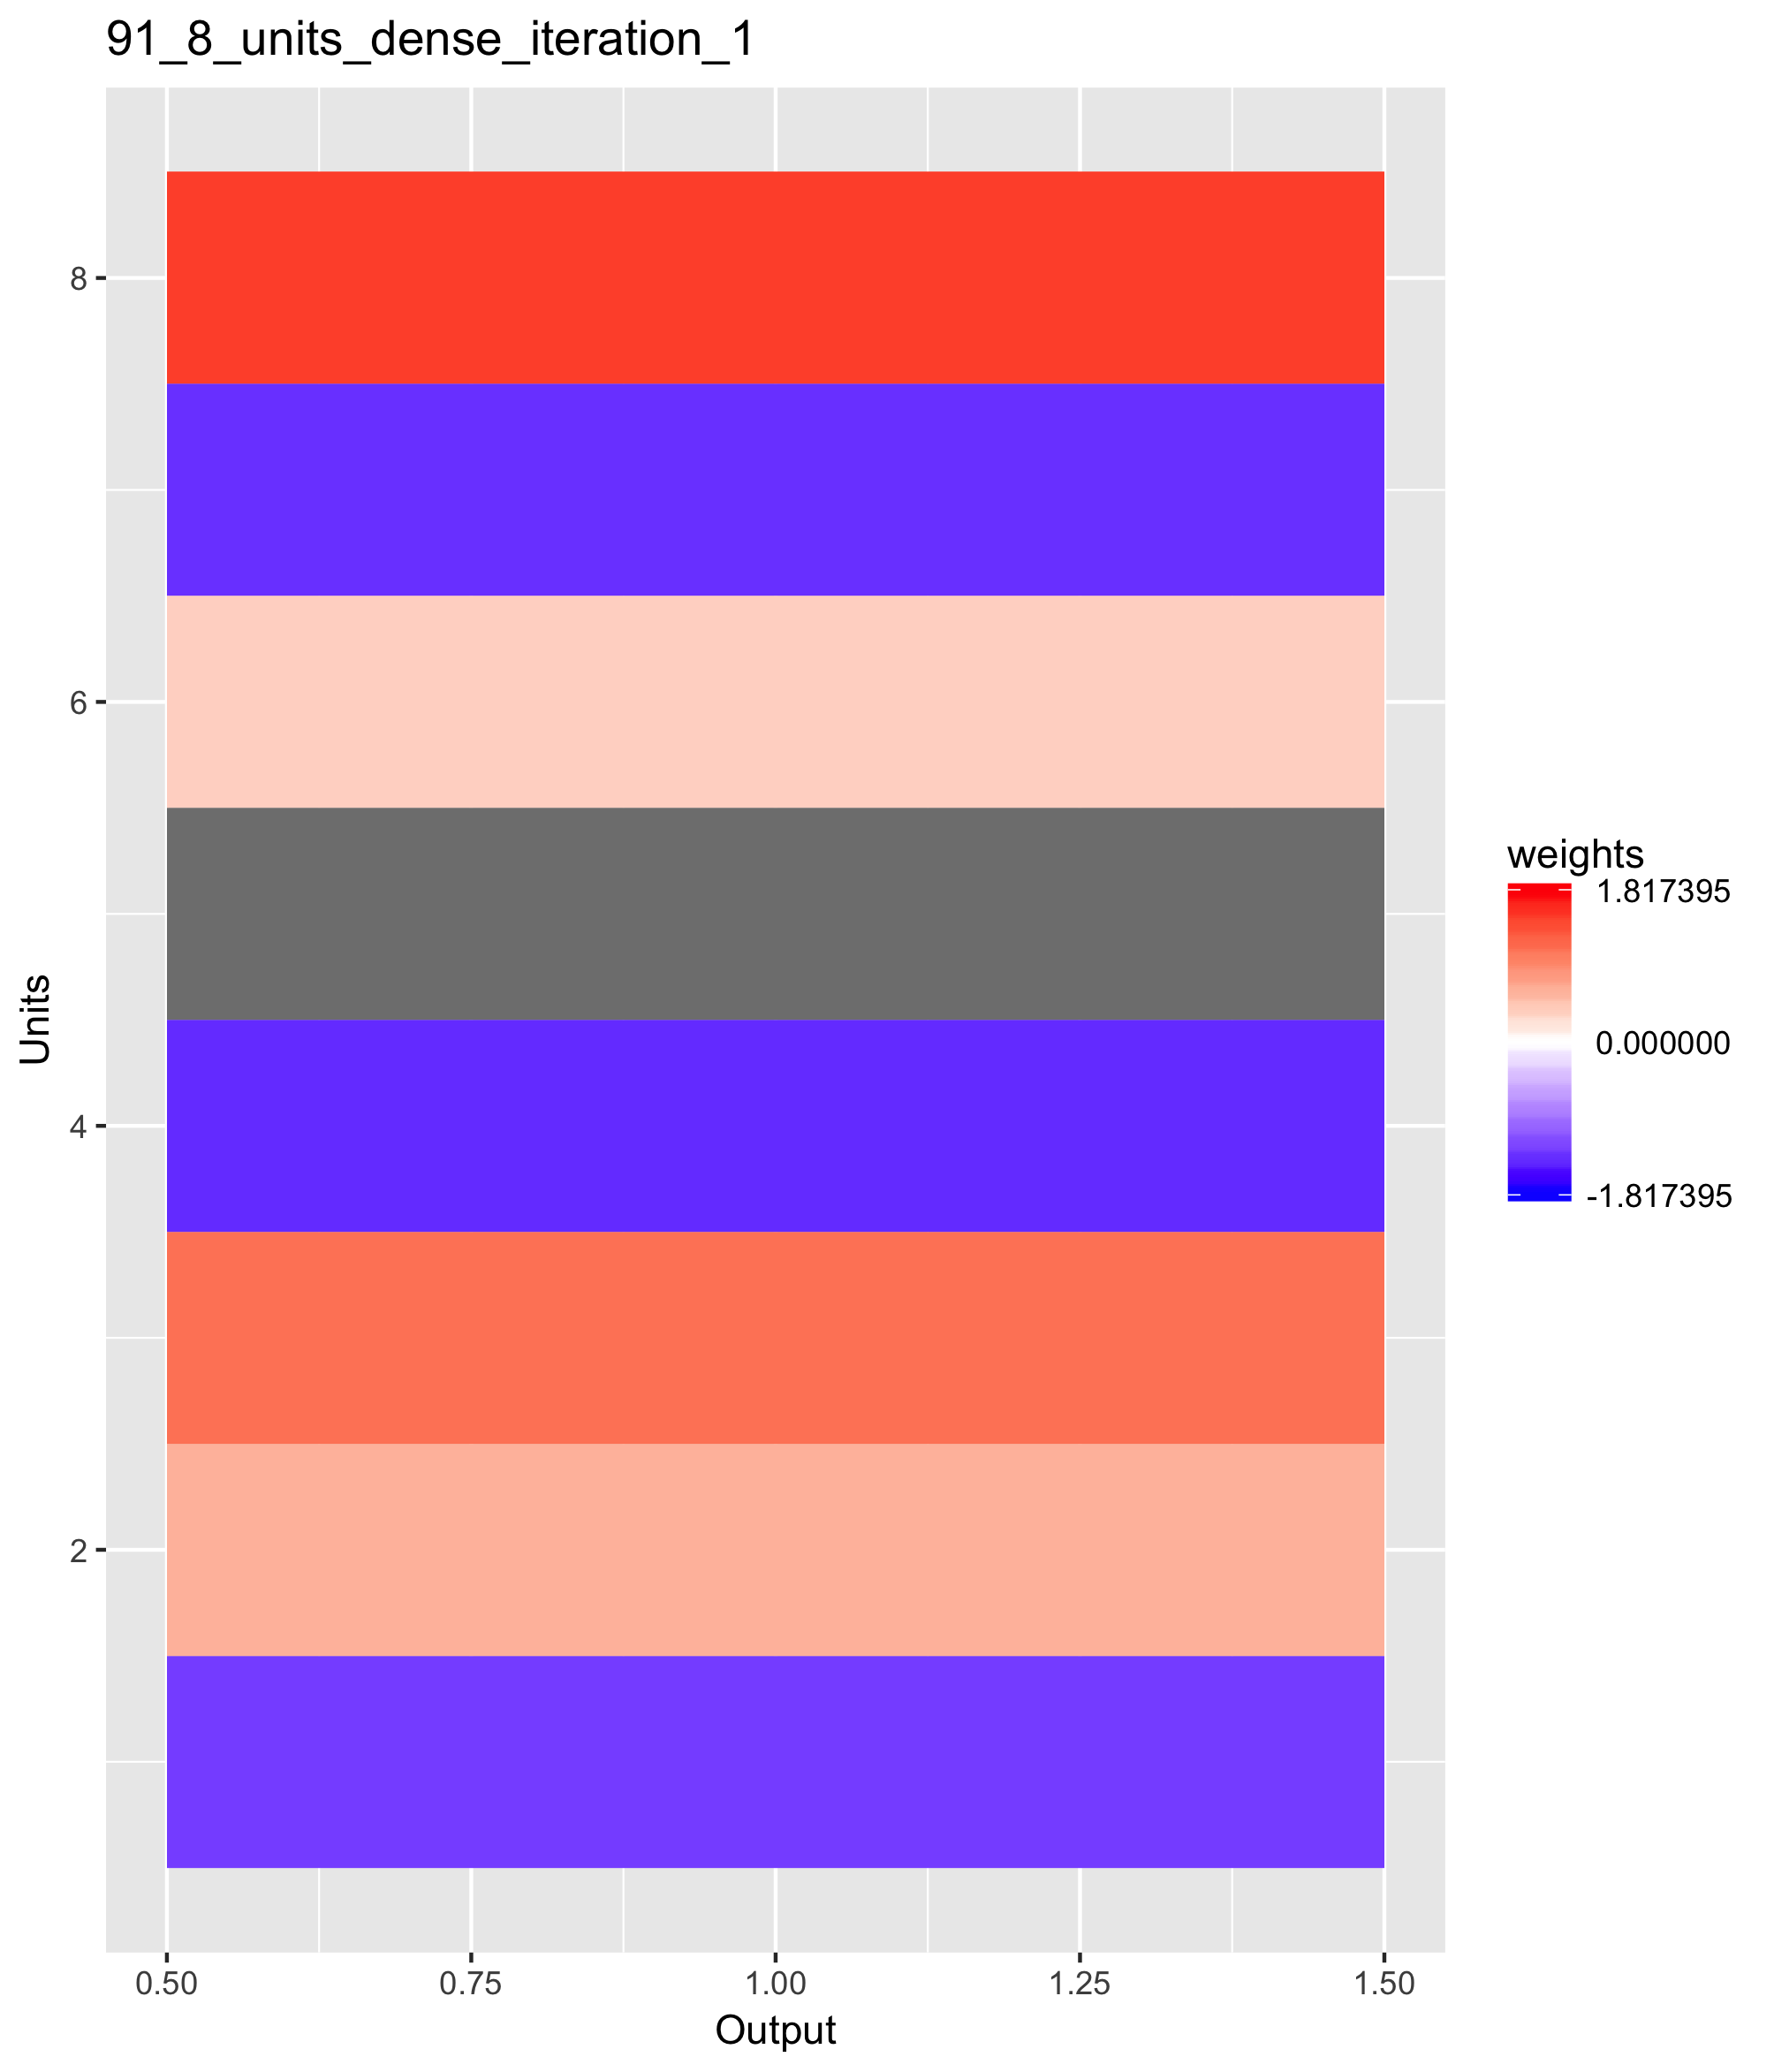 91_8_units_dense_iteration_1
8
6
4
2
Units
0.50 0.75 1.00 1.25 1.50
Output
weights
1.817395
0.000000
-1.817395